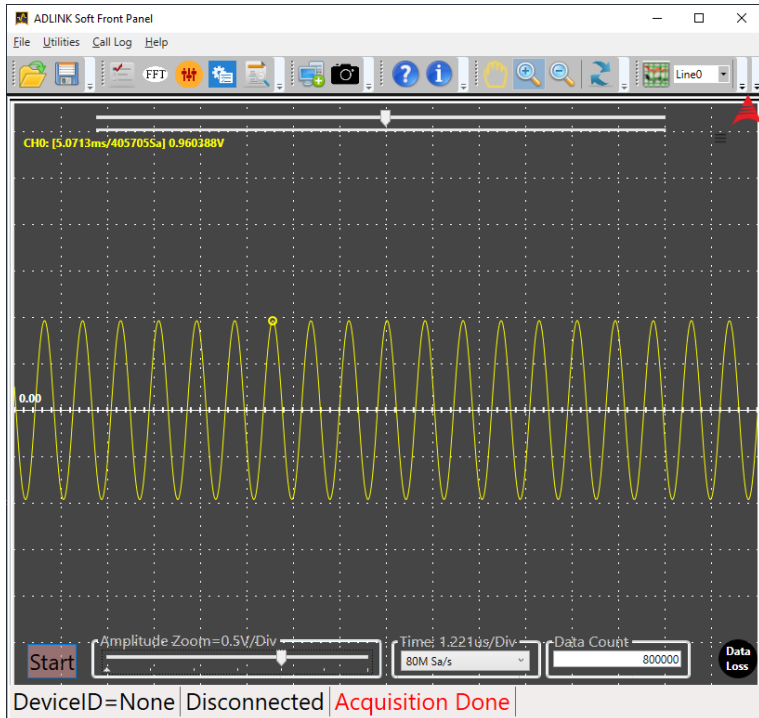 ADLINK Soft Front Panel
File Utilities Call Log Help
FFT
Line0
CH0: [5.0713ms/405705Sa] 0.960388V
0.00
Start
Amplitude Zoom=0.5V/Div
Time: 1.221us/Div
80M Sa/s
Data Count
800000
Data
Loss
DeviceID=None Disconnected Acquisition Done